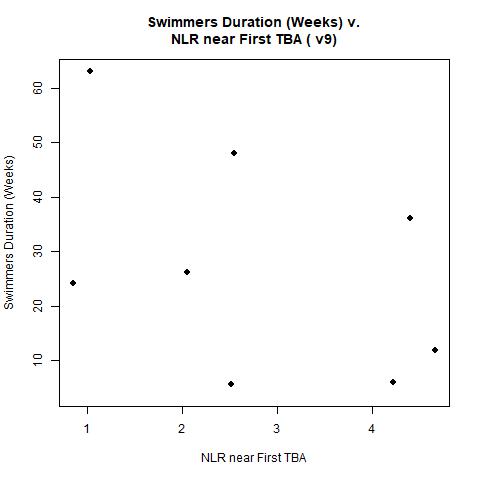 Swimmers Duration (Weeks) v.
NLR near First TBA ( v9)
Swimmers Duration (Weeks)
60
50
40
30
20
10
1 2 3 4
NLR near First TBA